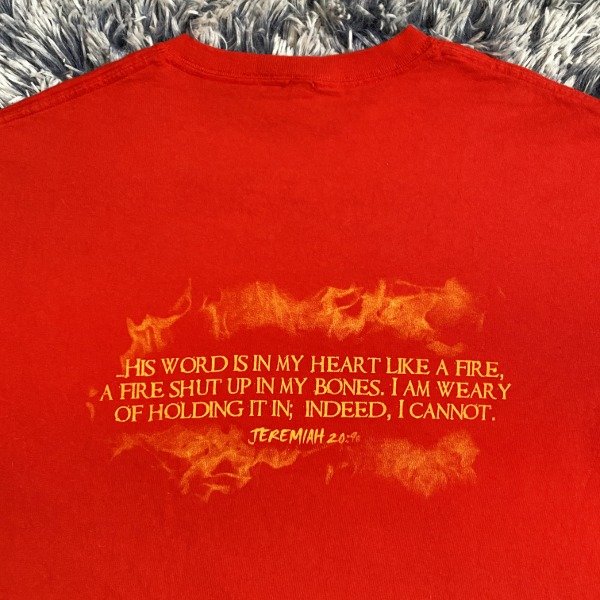 ...HIS WORD IS IN MY HEART LIKE A FIRE,
A FIRE SHUT UP IN MY BONES. I AM WEARY
OF HOLDING IT IN; INDEED, I CANNOT.
JEREMIAH 20:9